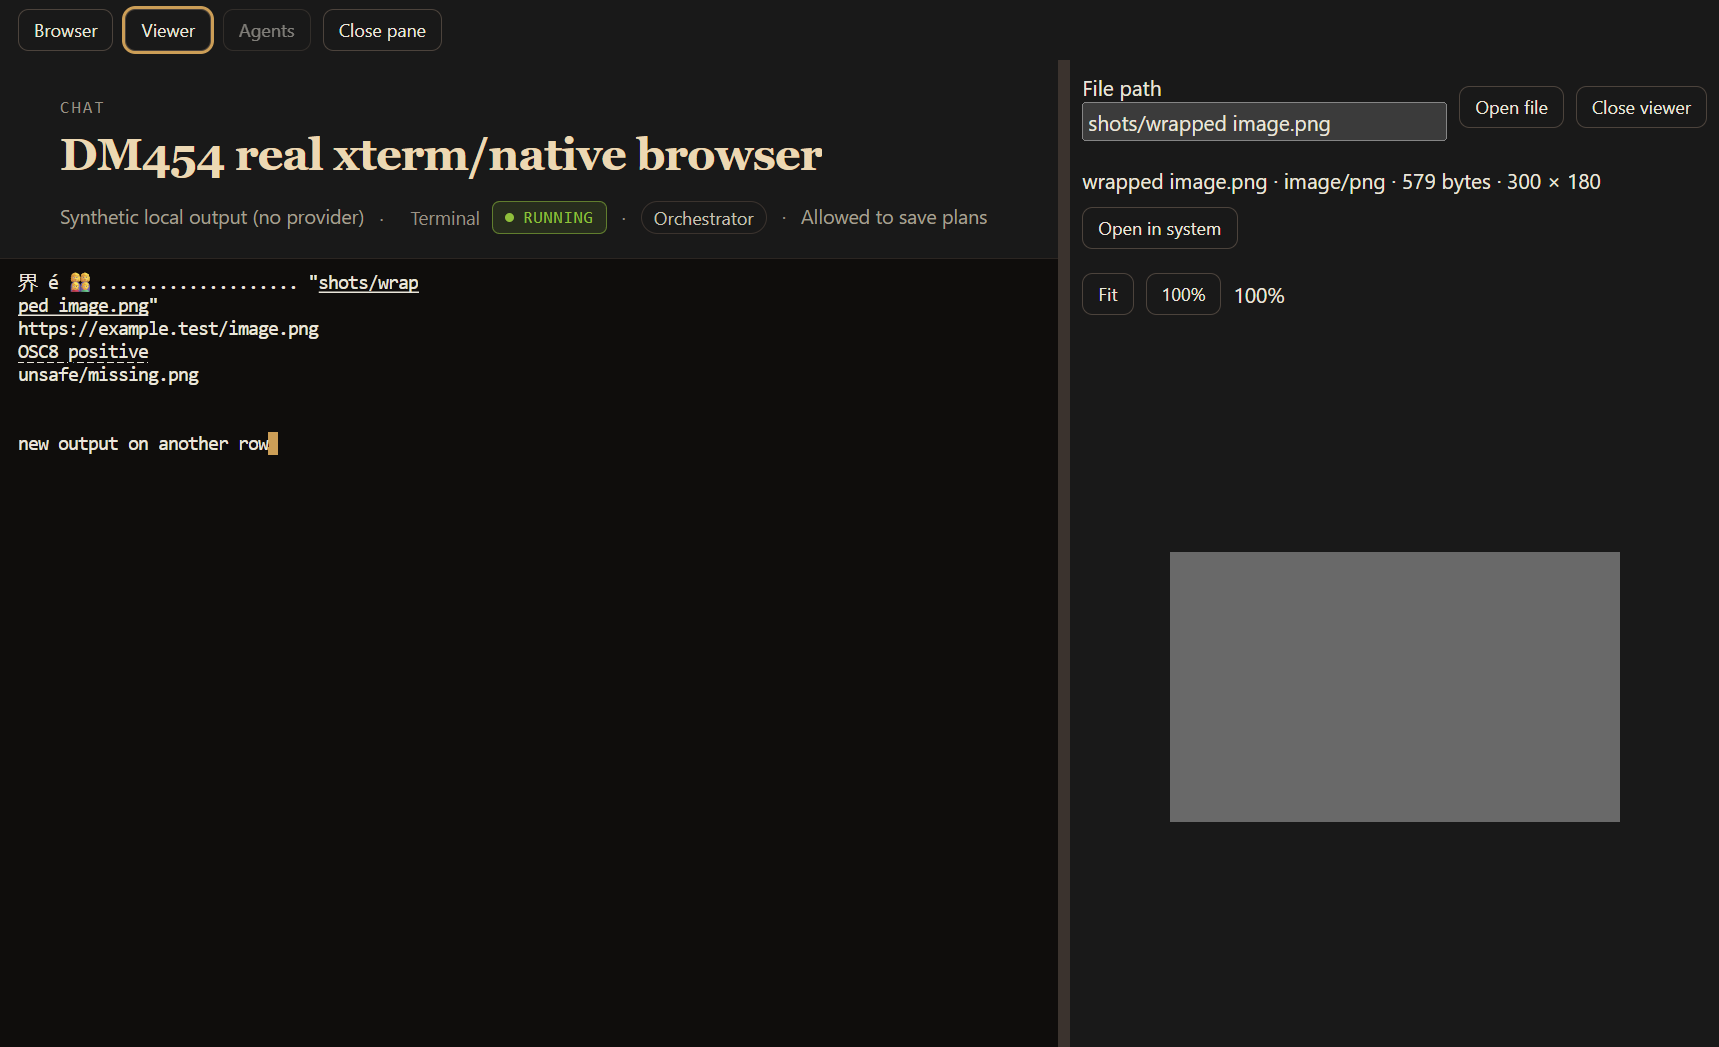 Browser Viewer Agents Close pane
CHAT
DM454 real xterm/native browser
Synthetic local output (no provider) · Terminal ● RUNNING · Orchestrator · Allowed to save plans
界 é 👨‍👩‍👧‍👦 .................... "shots/wrap
ped image.png"
https://example.test/image.png
OSC8 positive
unsafe/missing.png
new output on another row
File path
shots/wrapped image.png
Open file Close viewer
wrapped image.png · image/png · 579 bytes · 300 × 180
Open in system
Fit 100% 100%